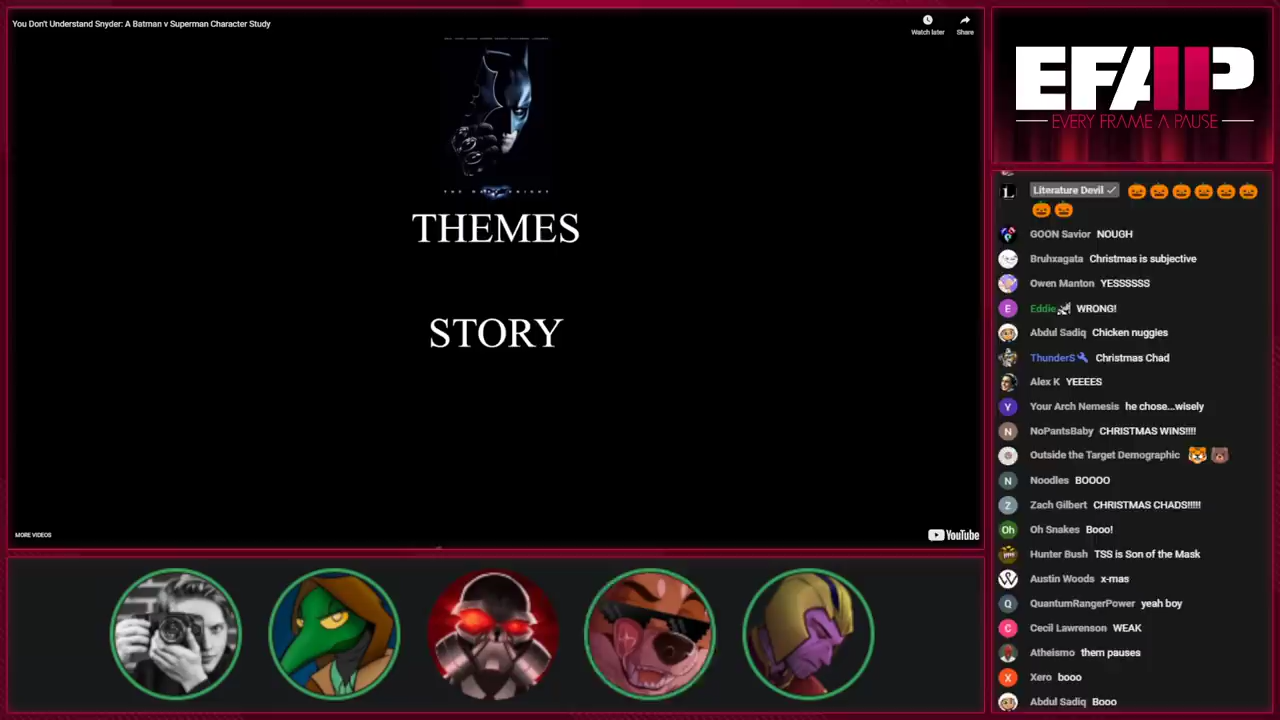 You Don't Understand Snyder: A Batman v Superman Character Study
Watch later
Share
THEMES
STORY
MORE VIDEOS
YouTube
EFAP
EVERY FRAME A PAUSE
Literature Devil
GOON Savior NOUGH
Bruhxagata Christmas is subjective
Owen Manton YESSSSSS
Eddie WRONG!
Abdul Sadiq Chicken nuggies
ThunderS Christmas Chad
Alex K YEEEES
Your Arch Nemesis he chose...wisely
NoPantsBaby CHRISTMAS WINS!!!!
Outside the Target Demographic
Noodles BOOOO
Zach Gilbert CHRISTMAS CHADS!!!!!
Oh Snakes Booo!
Hunter Bush TSS is Son of the Mask
Austin Woods x-mas
QuantumRangerPower yeah boy
Cecil Lawrenson WEAK
Atheismo them pauses
Xero booo
Abdul Sadiq Booo